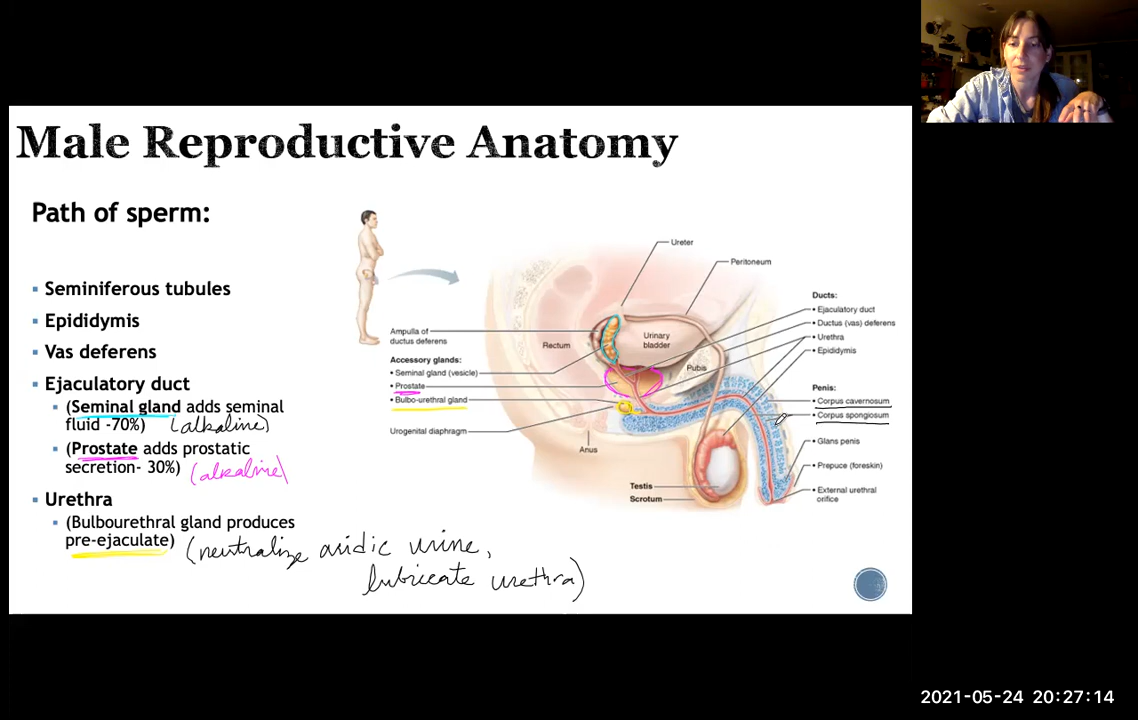 Male Reproductive Anatomy
Path of sperm:
▪ Seminiferous tubules
▪ Epididymis
▪ Vas deferens
▪ Ejaculatory duct
▪ (Seminal gland adds seminal
fluid -70%) (alkaline)
▪ (Prostate adds prostatic
secretion- 30%) (alkaline)
▪ Urethra
▪ (Bulbourethral gland produces
pre-ejaculate) (neutralize acidic urine,
lubricate urethra)
Ureter
Peritoneum
Ampulla of
ductus deferens
Accessory glands:
• Seminal gland (vesicle)
• Prostate
• Bulbo-urethral gland
Urogenital diaphragm
Rectum
Urinary
bladder
Pubis
Anus
Testis
Scrotum
Ducts:
• Ejaculatory duct
• Ductus (vas) deferens
• Urethra
• Epididymis
Penis:
• Corpus cavernosum
• Corpus spongiosum
• Glans penis
• Prepuce (foreskin)
• External urethral
orifice
2021-05-24 20:27:14